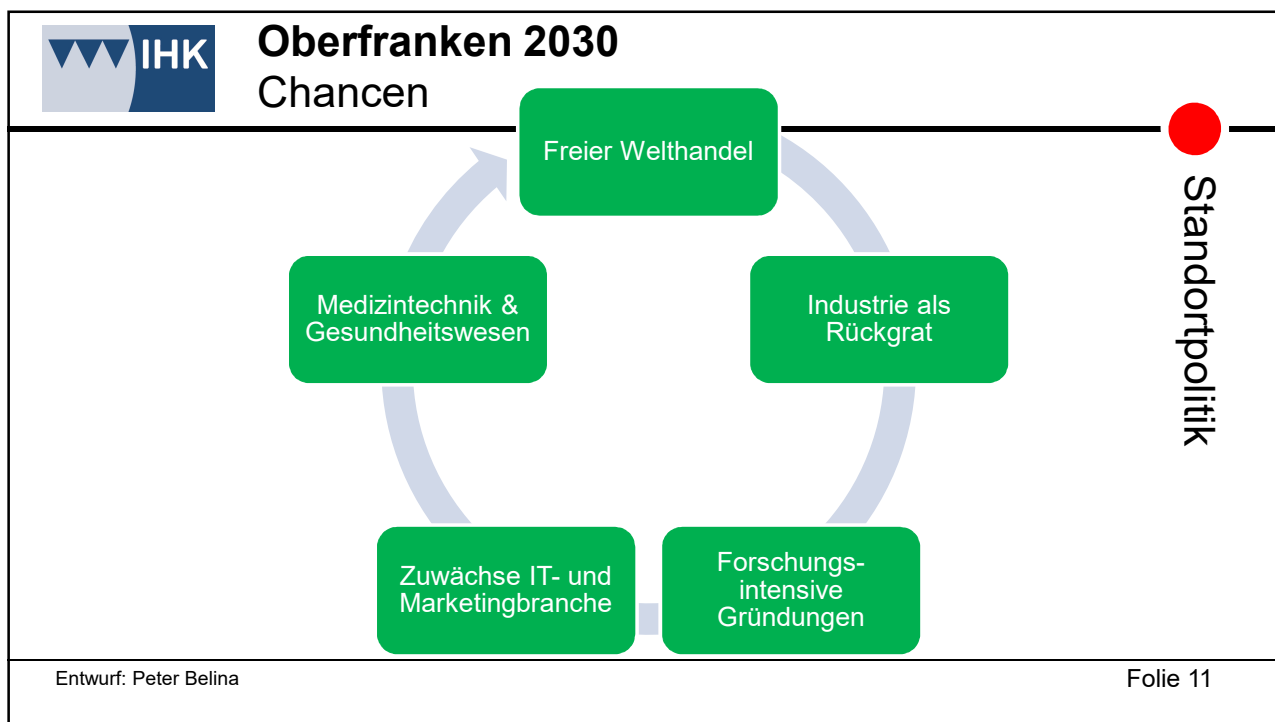 IHK
Oberfranken 2030
Chancen
Freier Welthandel
Industrie als
Rückgrat
Forschungs-
intensive
Gründungen
Zuwächse IT- und
Marketingbranche
Medizintechnik &
Gesundheitswesen
Standortpolitik
Entwurf: Peter Belina
Folie 11